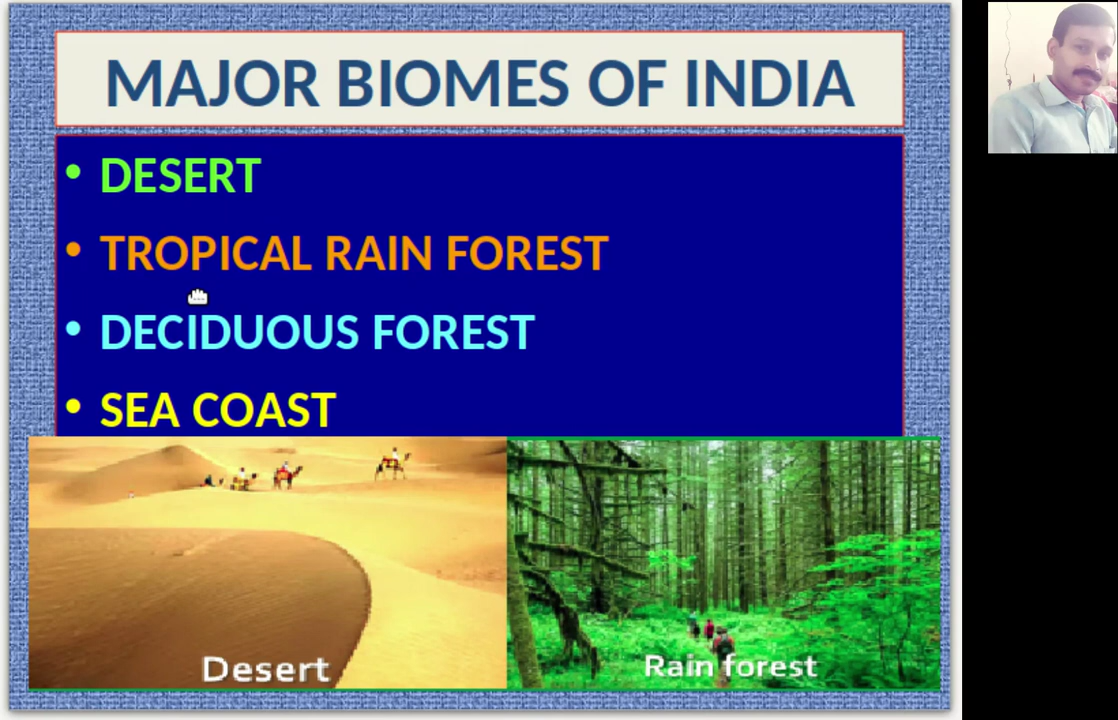 MAJOR BIOMES OF INDIA
• DESERT
• TROPICAL RAIN FOREST
• DECIDUOUS FOREST
• SEA COAST
Desert
Rain forest